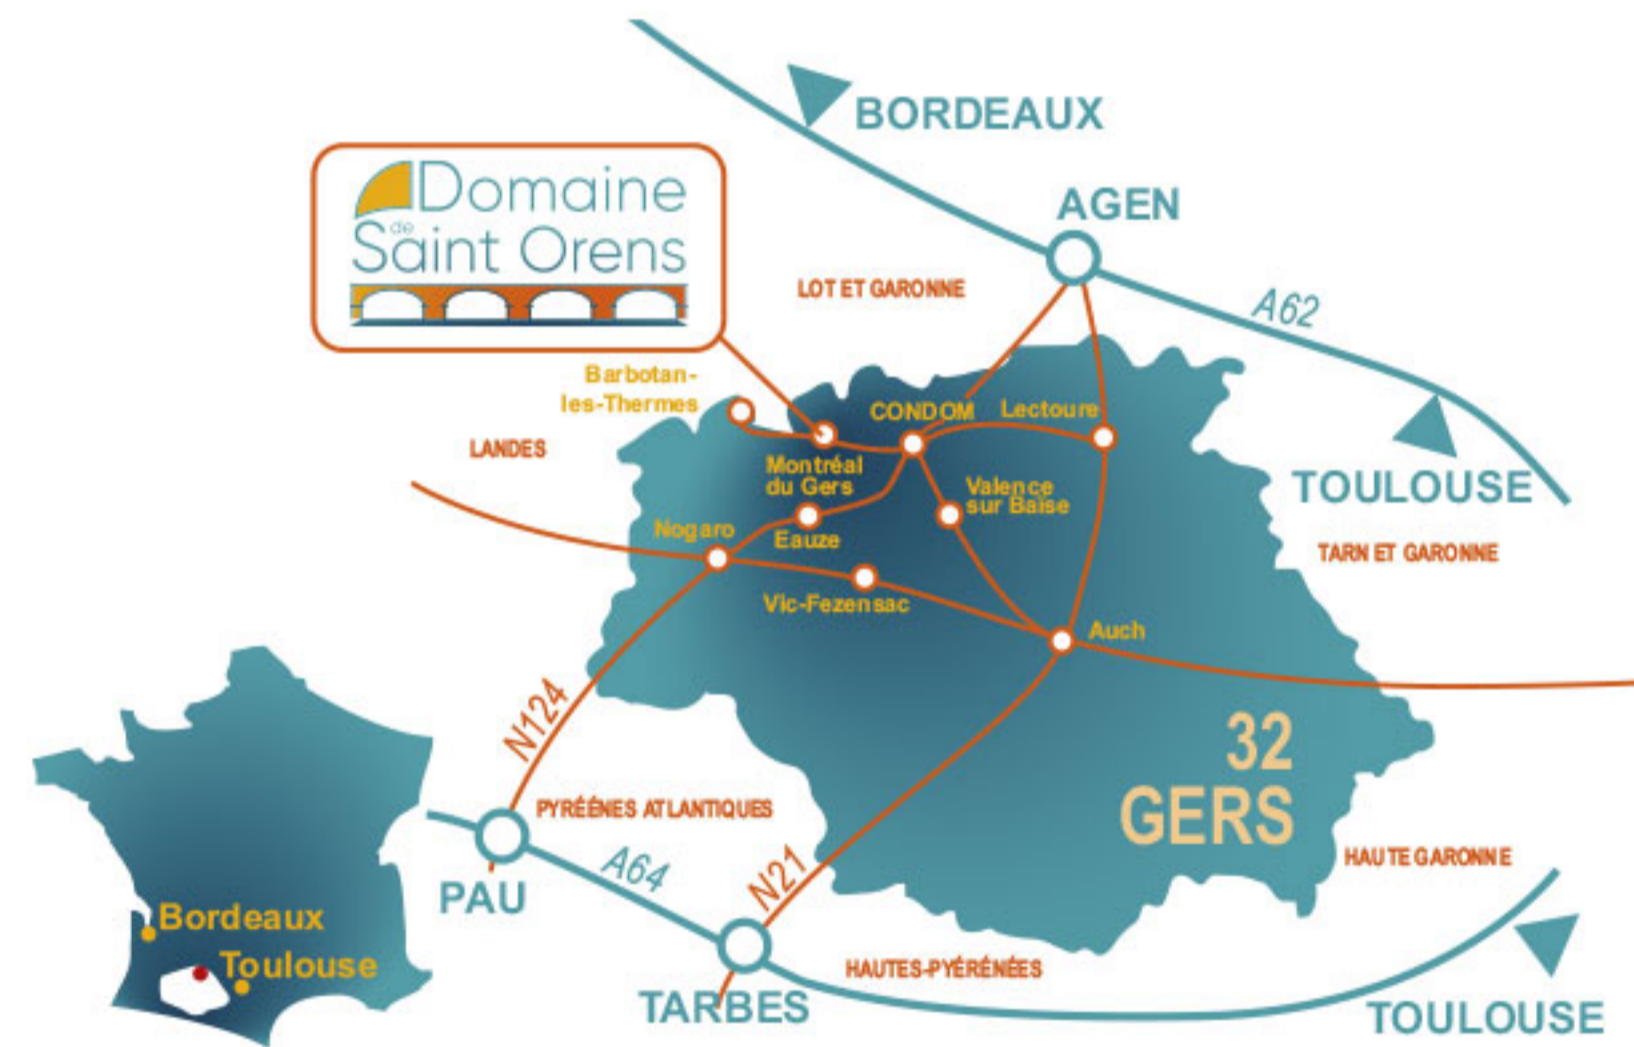 BORDEAUX
Domaine
de
Saint Orens
AGEN
LOT ET GARONNE
A62
Barbotan-
les-Thermes
CONDOM
Lectoure
LANDES
Montréal
du Gers
Valence
sur Baïse
TOULOUSE
Nogaro
Eauze
TARN ET GARONNE
Vic-Fezensac
Auch
N124
32
GERS
PYRÉÉNES ATLANTIQUES
A64
N21
HAUTE GARONNE
PAU
Bordeaux
Toulouse
HAUTES-PYÉRÉNÉES
TARBES
TOULOUSE